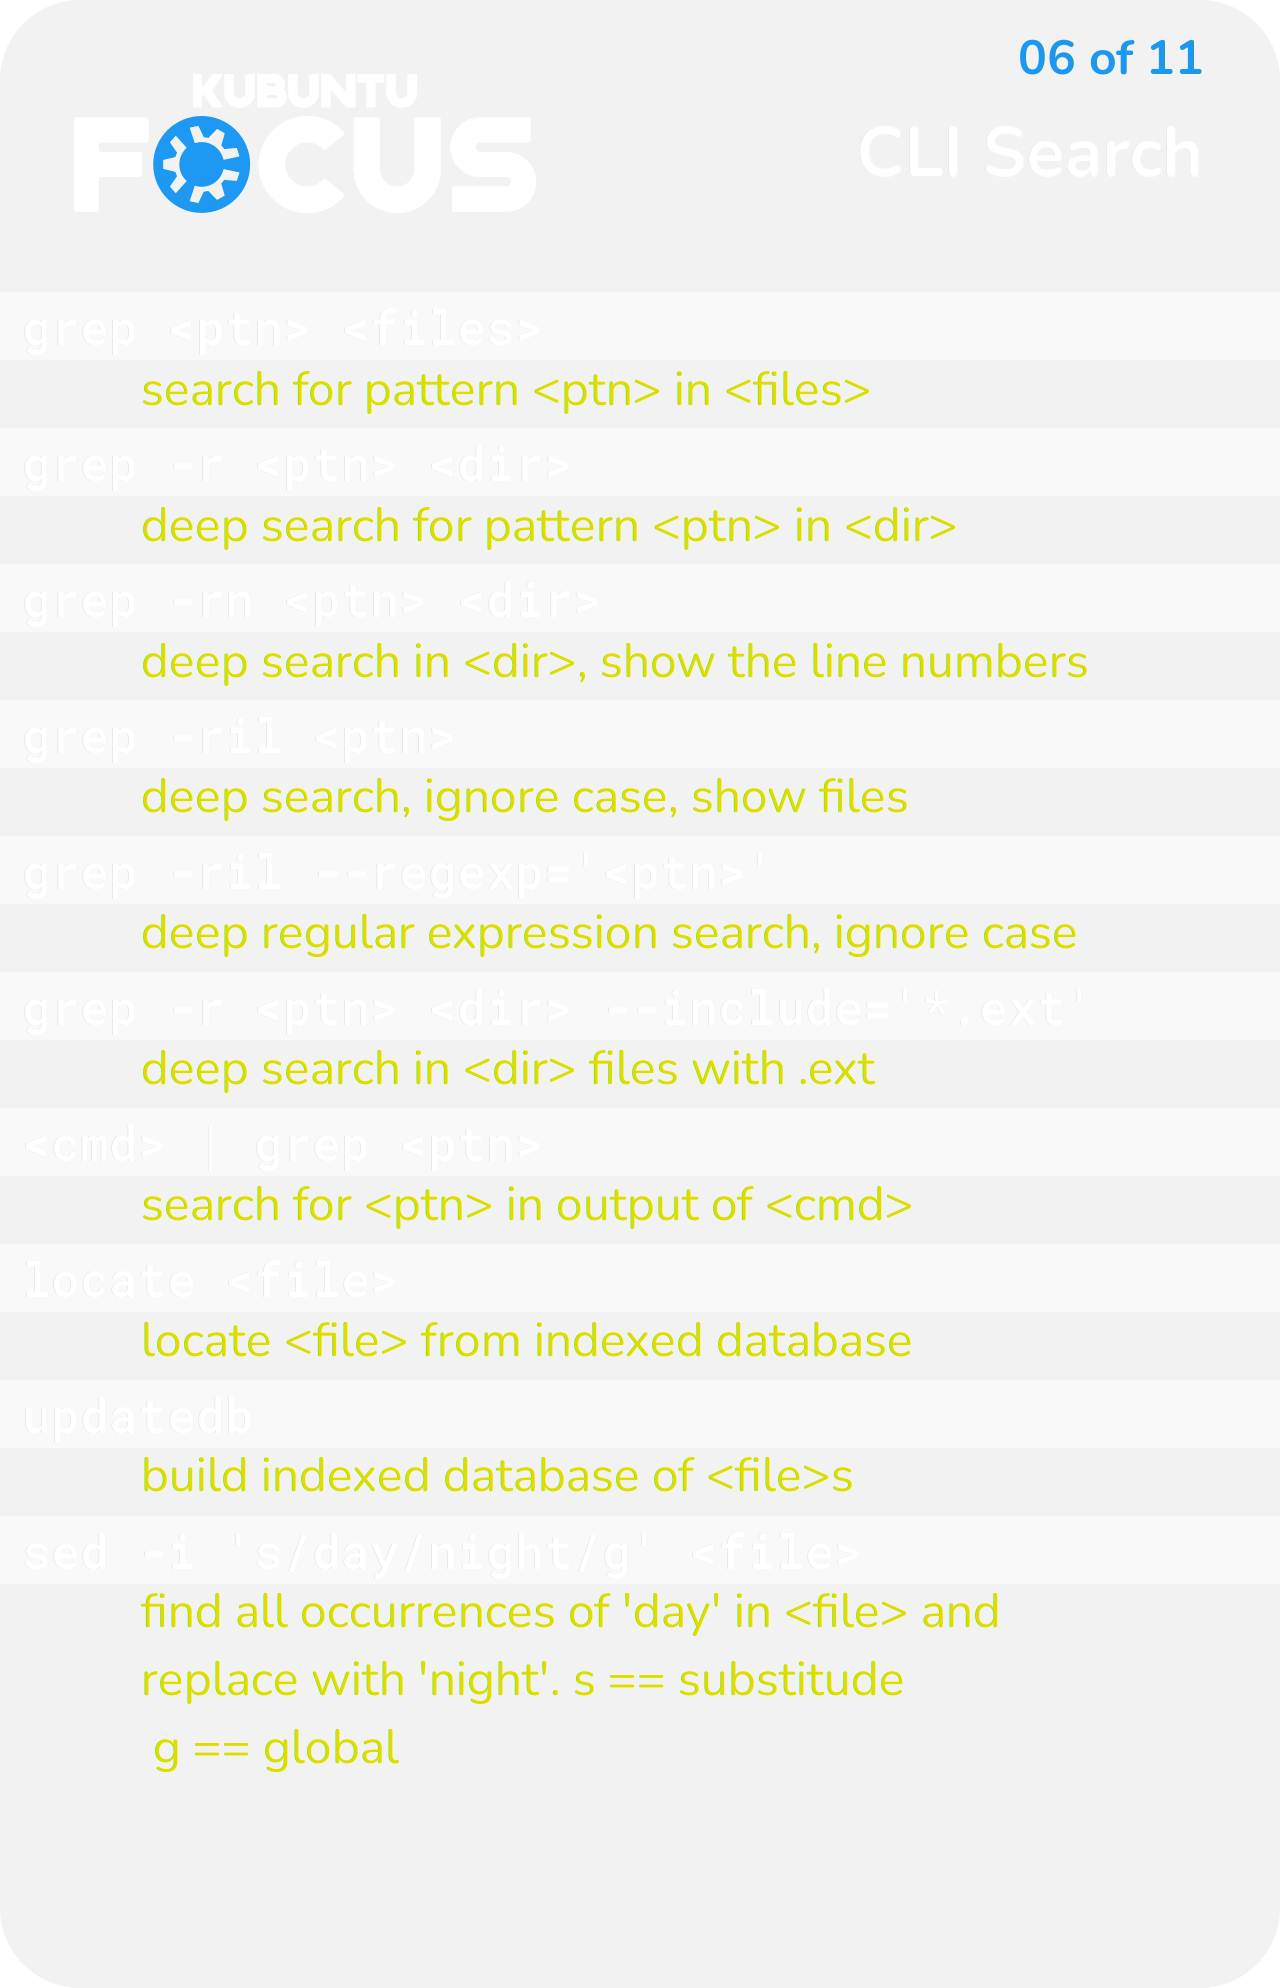 06 of 11
KUBUNTU
FOCUS
CLI Search
grep <ptn> <files>
search for pattern <ptn> in <files>
grep -r <ptn> <dir>
deep search for pattern <ptn> in <dir>
grep -rn <ptn> <dir>
deep search in <dir>, show the line numbers
grep -ril <ptn>
deep search, ignore case, show files
grep -ril --regexp='<ptn>'
deep regular expression search, ignore case
grep -r <ptn> <dir> --include='*.ext'
deep search in <dir> files with .ext
<cmd> | grep <ptn>
search for <ptn> in output of <cmd>
locate <file>
locate <file> from indexed database
updatedb
build indexed database of <file>s
sed -i 's/day/night/g' <file>
find all occurrences of 'day' in <file> and
replace with 'night'. s == substitude
g == global